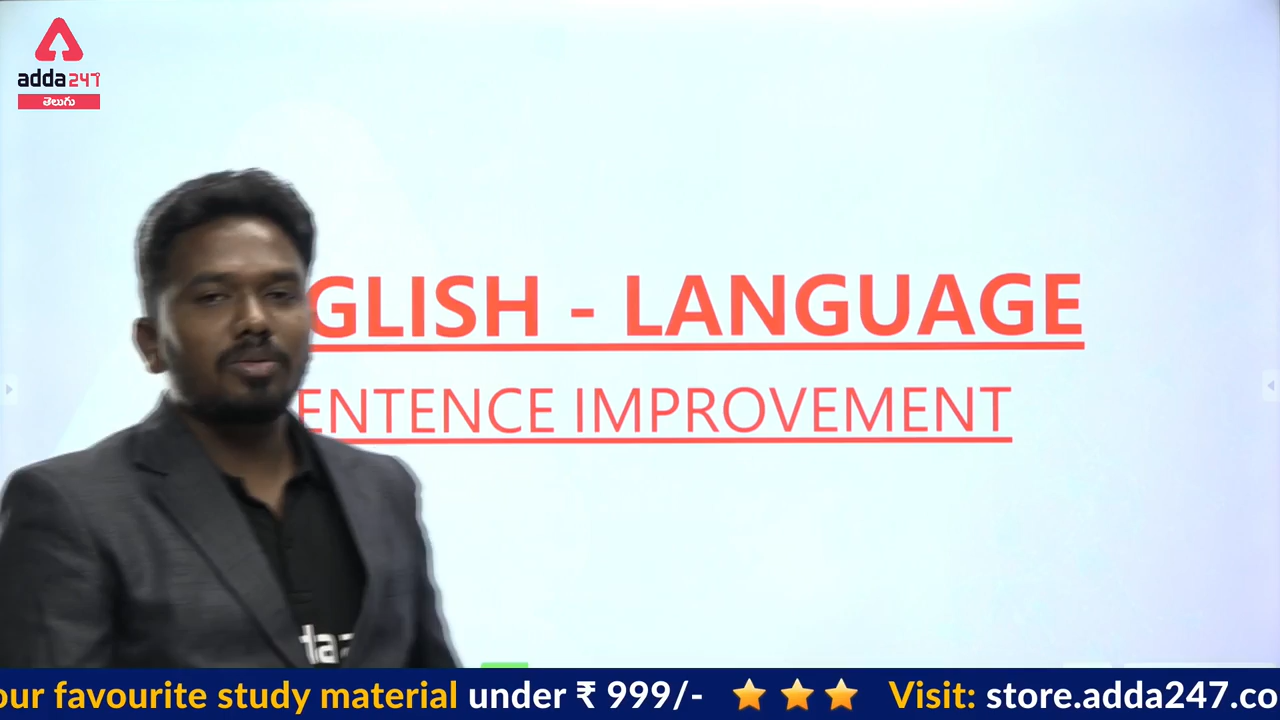 adda247
తెలుగు
GLISH - LANGUAGE
ENTENCE IMPROVEMENT
our favourite study material under ₹ 999/- Visit: store.adda247.co